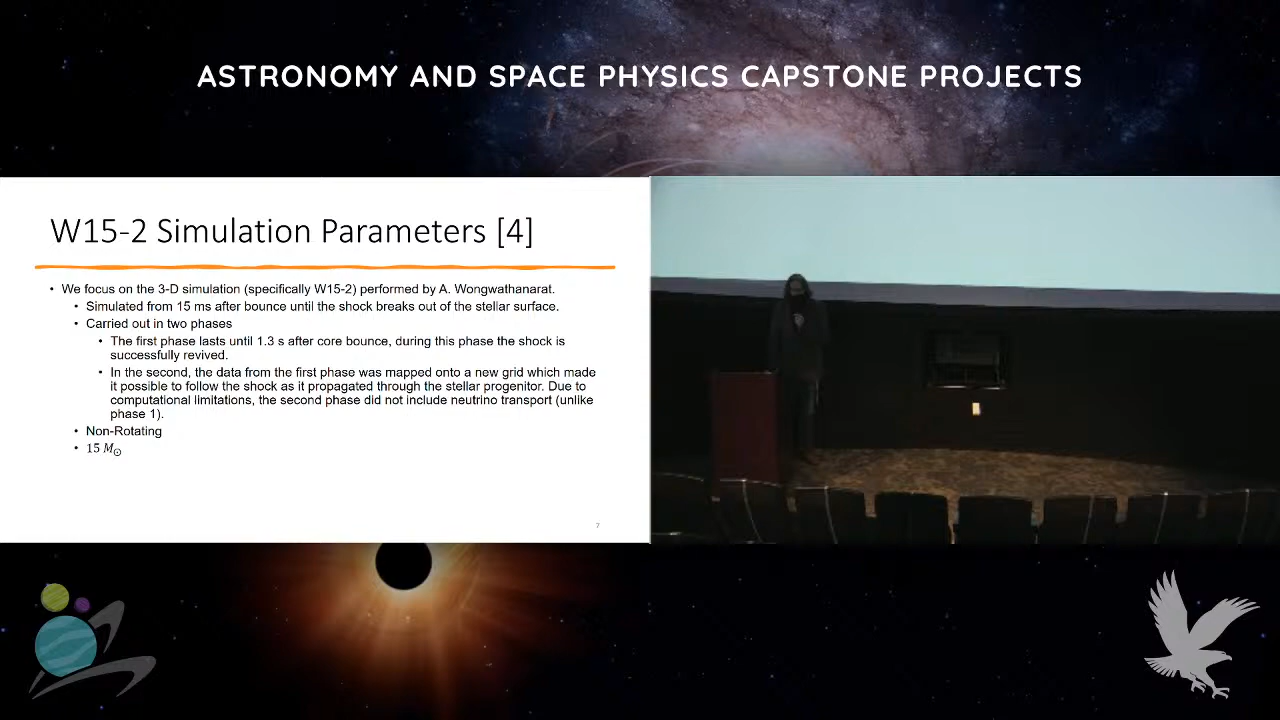 ASTRONOMY AND SPACE PHYSICS CAPSTONE PROJECTS
W15-2 Simulation Parameters [4]
• We focus on the 3-D simulation (specifically W15-2) performed by A. Wongwathanarat.
• Simulated from 15 ms after bounce until the shock breaks out of the stellar surface.
• Carried out in two phases
• The first phase lasts until 1.3 s after core bounce, during this phase the shock is
successfully revived.
• In the second, the data from the first phase was mapped onto a new grid which made
it possible to follow the shock as it propagated through the stellar progenitor. Due to
computational limitations, the second phase did not include neutrino transport (unlike
phase 1).
• Non-Rotating
• 15 M☉
7